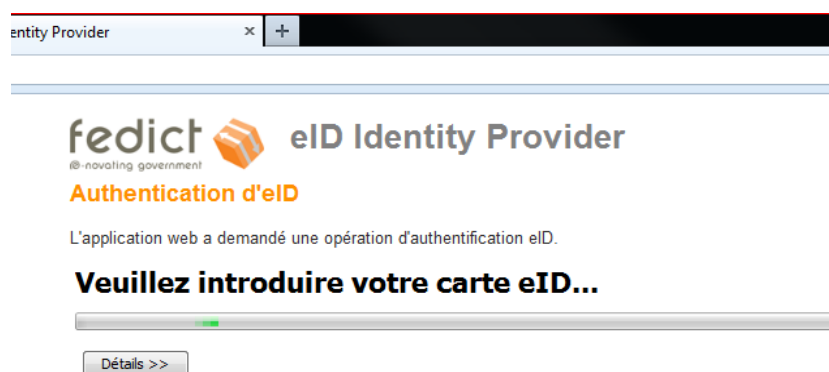 entity Provider
fedict eID Identity Provider
e-novating government
Authentication d'eID
L'application web a demandé une opération d'authentification eID.
Veuillez introduire votre carte eID...
Détails >>